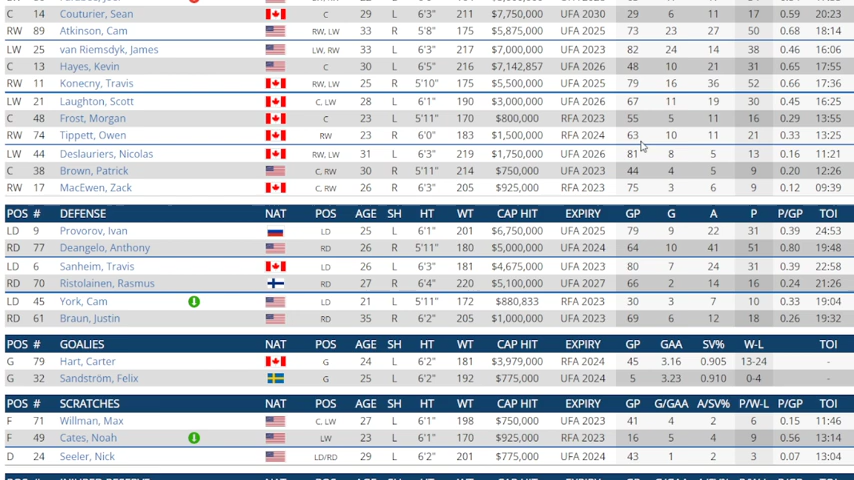 C 14 Couturier, Sean C 29 L 6'3" 211 $7,750,000 UFA 2030 29 6 11 17 0.59 20:23
RW 89 Atkinson, Cam RW, LW 33 R 5'8" 175 $5,875,000 UFA 2025 73 23 27 50 0.68 18:14
LW 25 van Riemsdyk, James LW, RW 33 L 6'3" 217 $7,000,000 UFA 2023 82 24 14 38 0.46 16:06
C 13 Hayes, Kevin C 30 L 6'5" 216 $7,142,857 UFA 2026 48 10 21 31 0.65 17:55
RW 11 Konecny, Travis RW, LW 25 R 5'10" 175 $5,500,000 UFA 2025 79 16 36 52 0.66 17:36
LW 21 Laughton, Scott C, LW 28 L 6'1" 190 $3,000,000 UFA 2026 67 11 19 30 0.45 16:25
C 48 Frost, Morgan C 23 L 5'11" 170 $800,000 RFA 2023 55 5 11 16 0.29 13:55
RW 74 Tippett, Owen RW 23 R 6'0" 183 $1,500,000 RFA 2024 63 10 11 21 0.33 13:25
LW 44 Deslauriers, Nicolas RW, LW 31 L 6'3" 219 $1,750,000 UFA 2026 81 8 5 13 0.16 11:21
C 38 Brown, Patrick C, RW 30 R 5'11" 214 $750,000 UFA 2023 44 4 5 9 0.20 12:26
RW 17 MacEwen, Zack C, RW 26 R 6'3" 205 $925,000 RFA 2023 75 3 6 9 0.12 09:39
POS # DEFENSE NAT POS AGE SH HT WT CAP HIT EXPIRY GP G A P P/GP TOI
LD 9 Provorov, Ivan LD 25 L 6'1" 201 $6,750,000 UFA 2025 79 9 22 31 0.39 24:53
RD 77 Deangelo, Anthony RD 26 R 5'11" 180 $5,000,000 UFA 2024 64 10 41 51 0.80 19:48
LD 6 Sanheim, Travis LD 26 L 6'3" 181 $4,675,000 UFA 2023 80 7 24 31 0.39 22:58
RD 70 Ristolainen, Rasmus RD 27 R 6'4" 220 $5,100,000 UFA 2027 66 2 14 16 0.24 21:26
LD 45 York, Cam LD 21 L 5'11" 172 $880,833 RFA 2023 30 3 7 10 0.33 19:04
RD 61 Braun, Justin RD 35 R 6'2" 205 $1,000,000 UFA 2023 69 6 12 18 0.26 19:32
POS # GOALIES NAT POS AGE SH HT WT CAP HIT EXPIRY GP GAA SV% W-L TOI
G 79 Hart, Carter G 24 L 6'2" 181 $3,979,000 RFA 2024 45 3.16 0.905 13-24 -
G 32 Sandström, Felix G 25 L 6'2" 192 $775,000 UFA 2024 5 3.23 0.910 0-4 -
POS # SCRATCHES NAT POS AGE SH HT WT CAP HIT EXPIRY GP G/GAA A/SV% P/W-L P/GP TOI
F 71 Willman, Max C, LW 27 L 6'1" 198 $750,000 UFA 2023 41 4 2 6 0.15 11:46
F 49 Cates, Noah LW 23 L 6'1" 170 $925,000 RFA 2023 16 5 4 9 0.56 13:14
D 24 Seeler, Nick LD/RD 29 L 6'2" 201 $775,000 UFA 2024 43 1 2 3 0.07 13:04